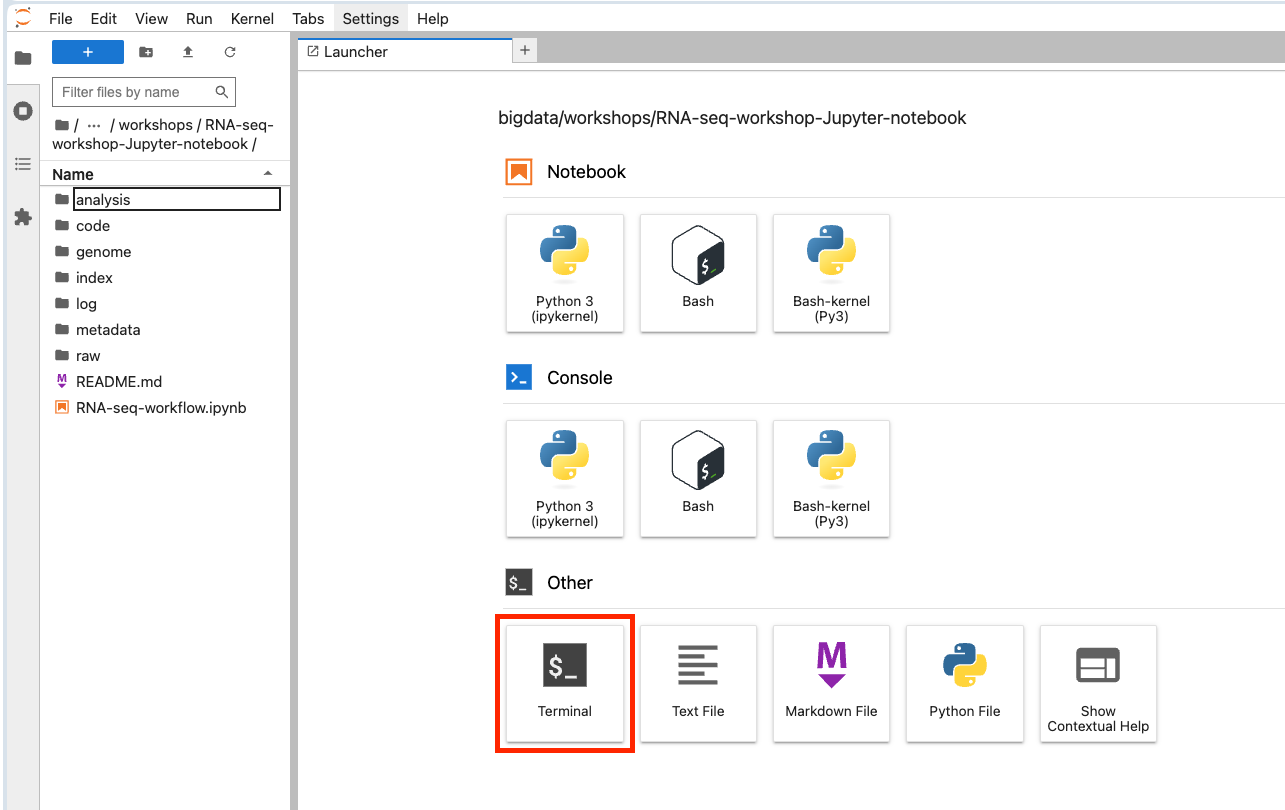 File Edit View Run Kernel Tabs Settings Help
+
Launcher
+
Filter files by name
/ ··· / workshops / RNA-seq-
workshop-Jupyter-notebook /
Name
analysis
code
genome
index
log
metadata
raw
M README.md
RNA-seq-workflow.ipynb
bigdata/workshops/RNA-seq-workshop-Jupyter-notebook
Notebook
$_
Python 3 Bash Bash-kernel
(ipykernel) (Py3)
>_ Console
$_
Python 3 Bash Bash-kernel
(ipykernel) (Py3)
$_ Other
$_ M
Terminal Text File Markdown File Python File Show
Contextual Help